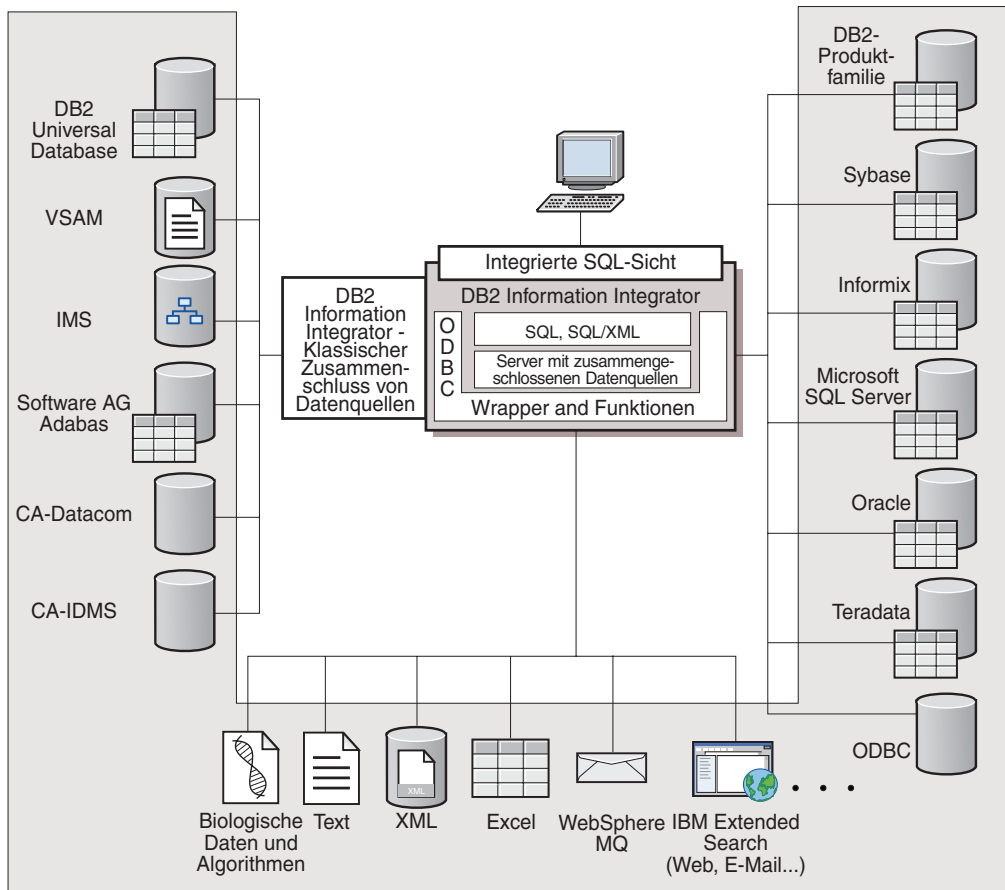 DB2
Universal
Database
VSAM
IMS
Software AG
Adabas
CA-Datacom
CA-IDMS
Integrierte SQL-Sicht
DB2
Information
Integrator -
Klassischer
Zusammen-
schluss von
Datenquellen
DB2 Information Integrator
O
D
B
C
SQL, SQL/XML
Server mit zusammenge-
schlossenen Datenquellen
Wrapper and Funktionen
DB2-
Produkt-
familie
Sybase
Informix
Microsoft
SQL Server
Oracle
Teradata
ODBC
Biologische
Daten und
Algorithmen
Text
XML
XML
Excel
WebSphere
MQ
IBM Extended
Search
(Web, E-Mail...)
. . .